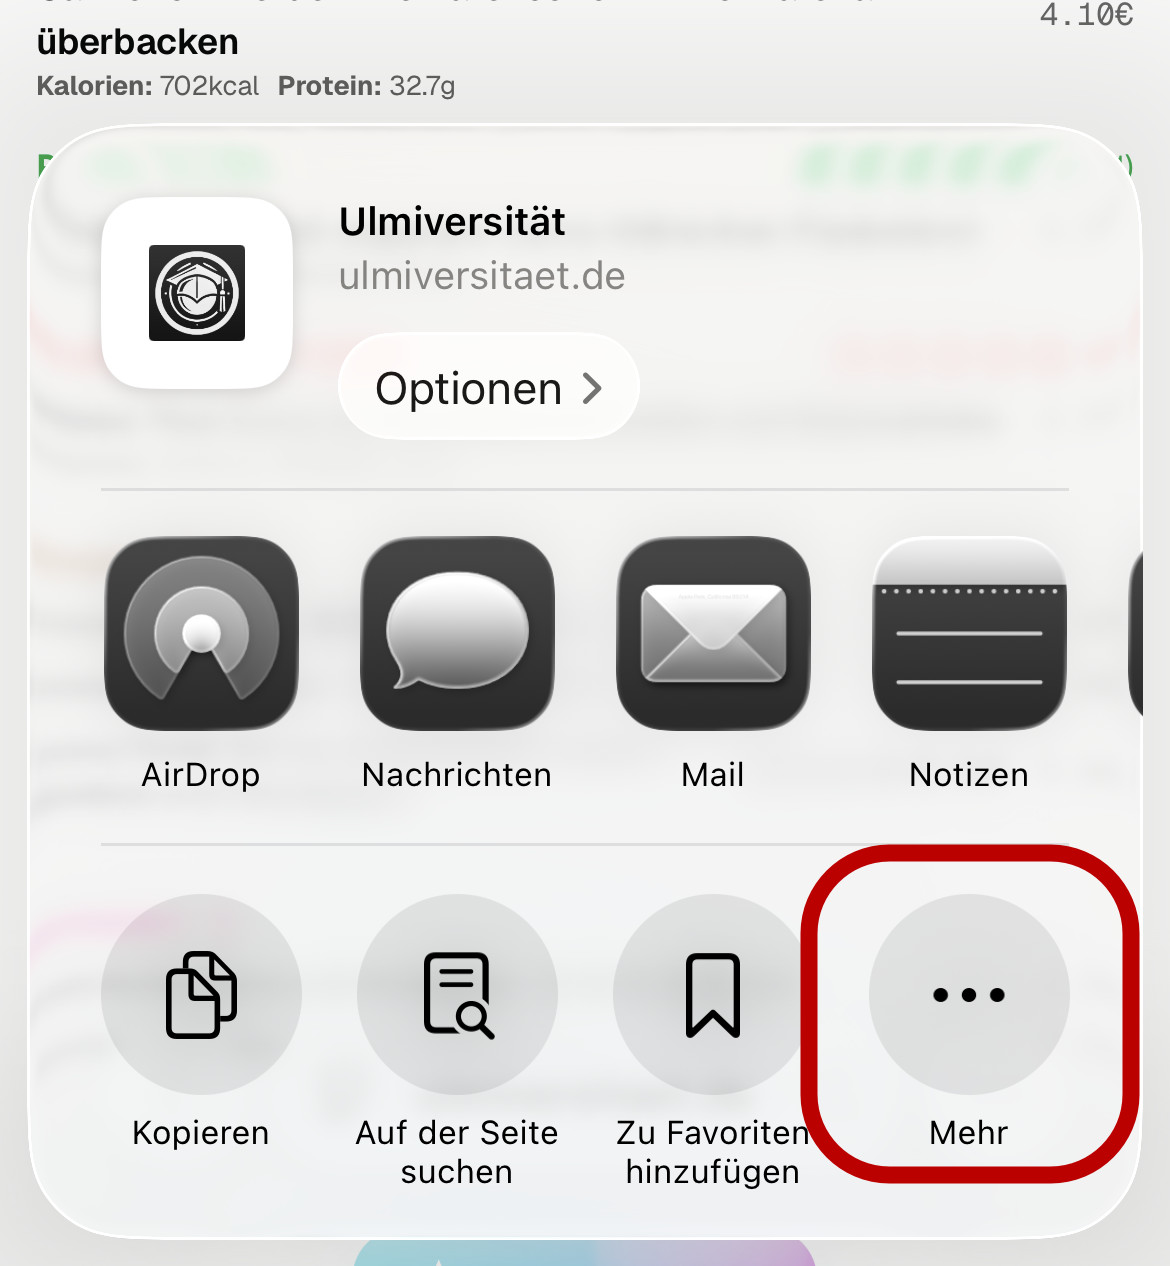 4.10€
überbacken
Kalorien: 702kcal Protein: 32.7g
Ulmiversität
ulmiversitaet.de
Optionen
AirDrop
Nachrichten
Mail
Notizen
Kopieren
Auf der Seite
suchen
Zu Favoriten
hinzufügen
Mehr